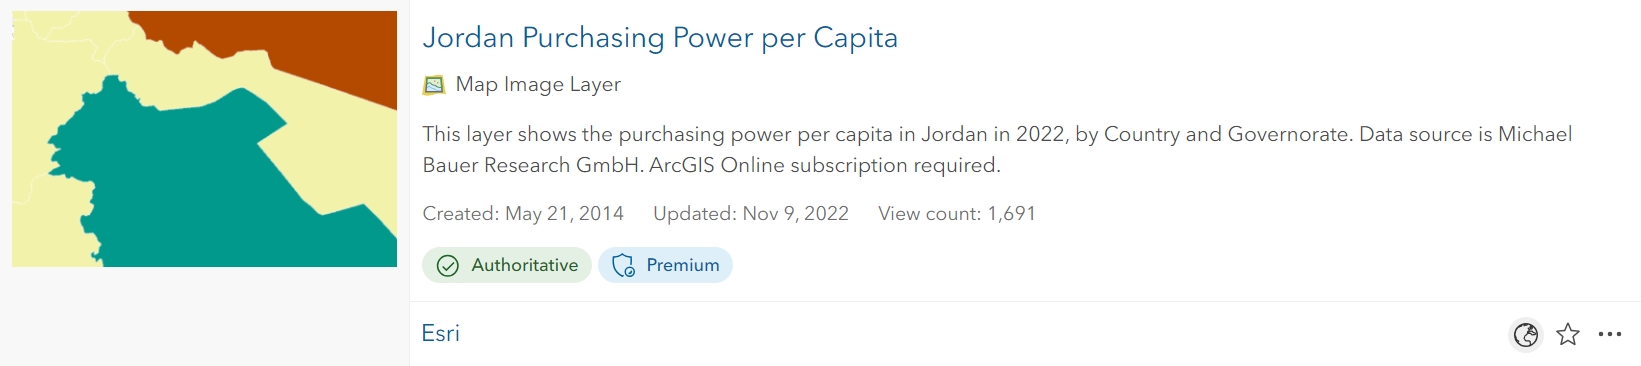 Jordan Purchasing Power per Capita
Map Image Layer
This layer shows the purchasing power per capita in Jordan in 2022, by Country and Governorate. Data source is Michael
Bauer Research GmbH. ArcGIS Online subscription required.
Created: May 21, 2014 Updated: Nov 9, 2022 View count: 1,691
Authoritative Premium
Esri